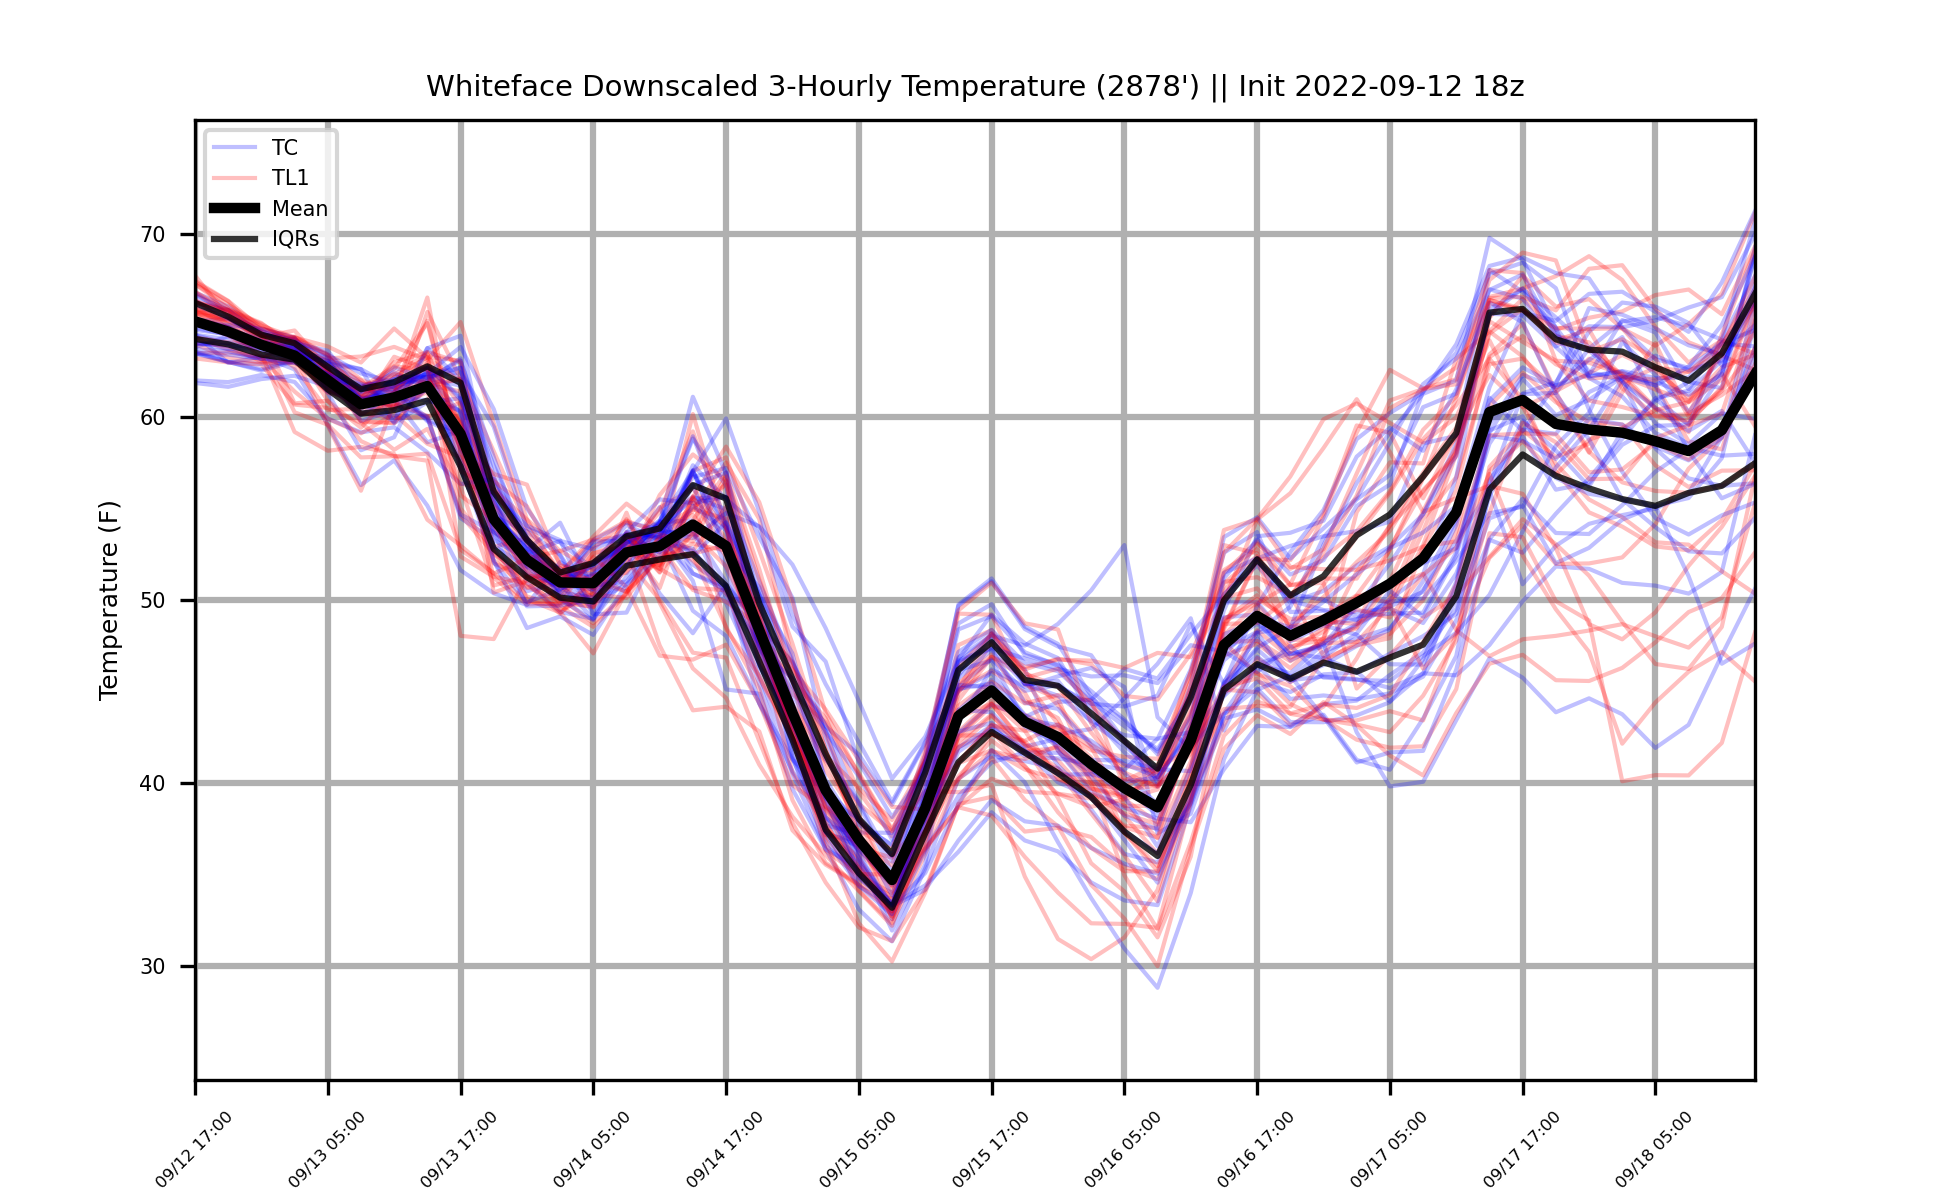 Whiteface Downscaled 3-Hourly Temperature (2878') || Init 2022-09-12 18z
TC
TL1
Mean
IQRs
Temperature (F)
70
60
50
40
30
09/12 17:00
09/13 05:00
09/13 17:00
09/14 05:00
09/14 17:00
09/15 05:00
09/15 17:00
09/16 05:00
09/16 17:00
09/17 05:00
09/17 17:00
09/18 05:00